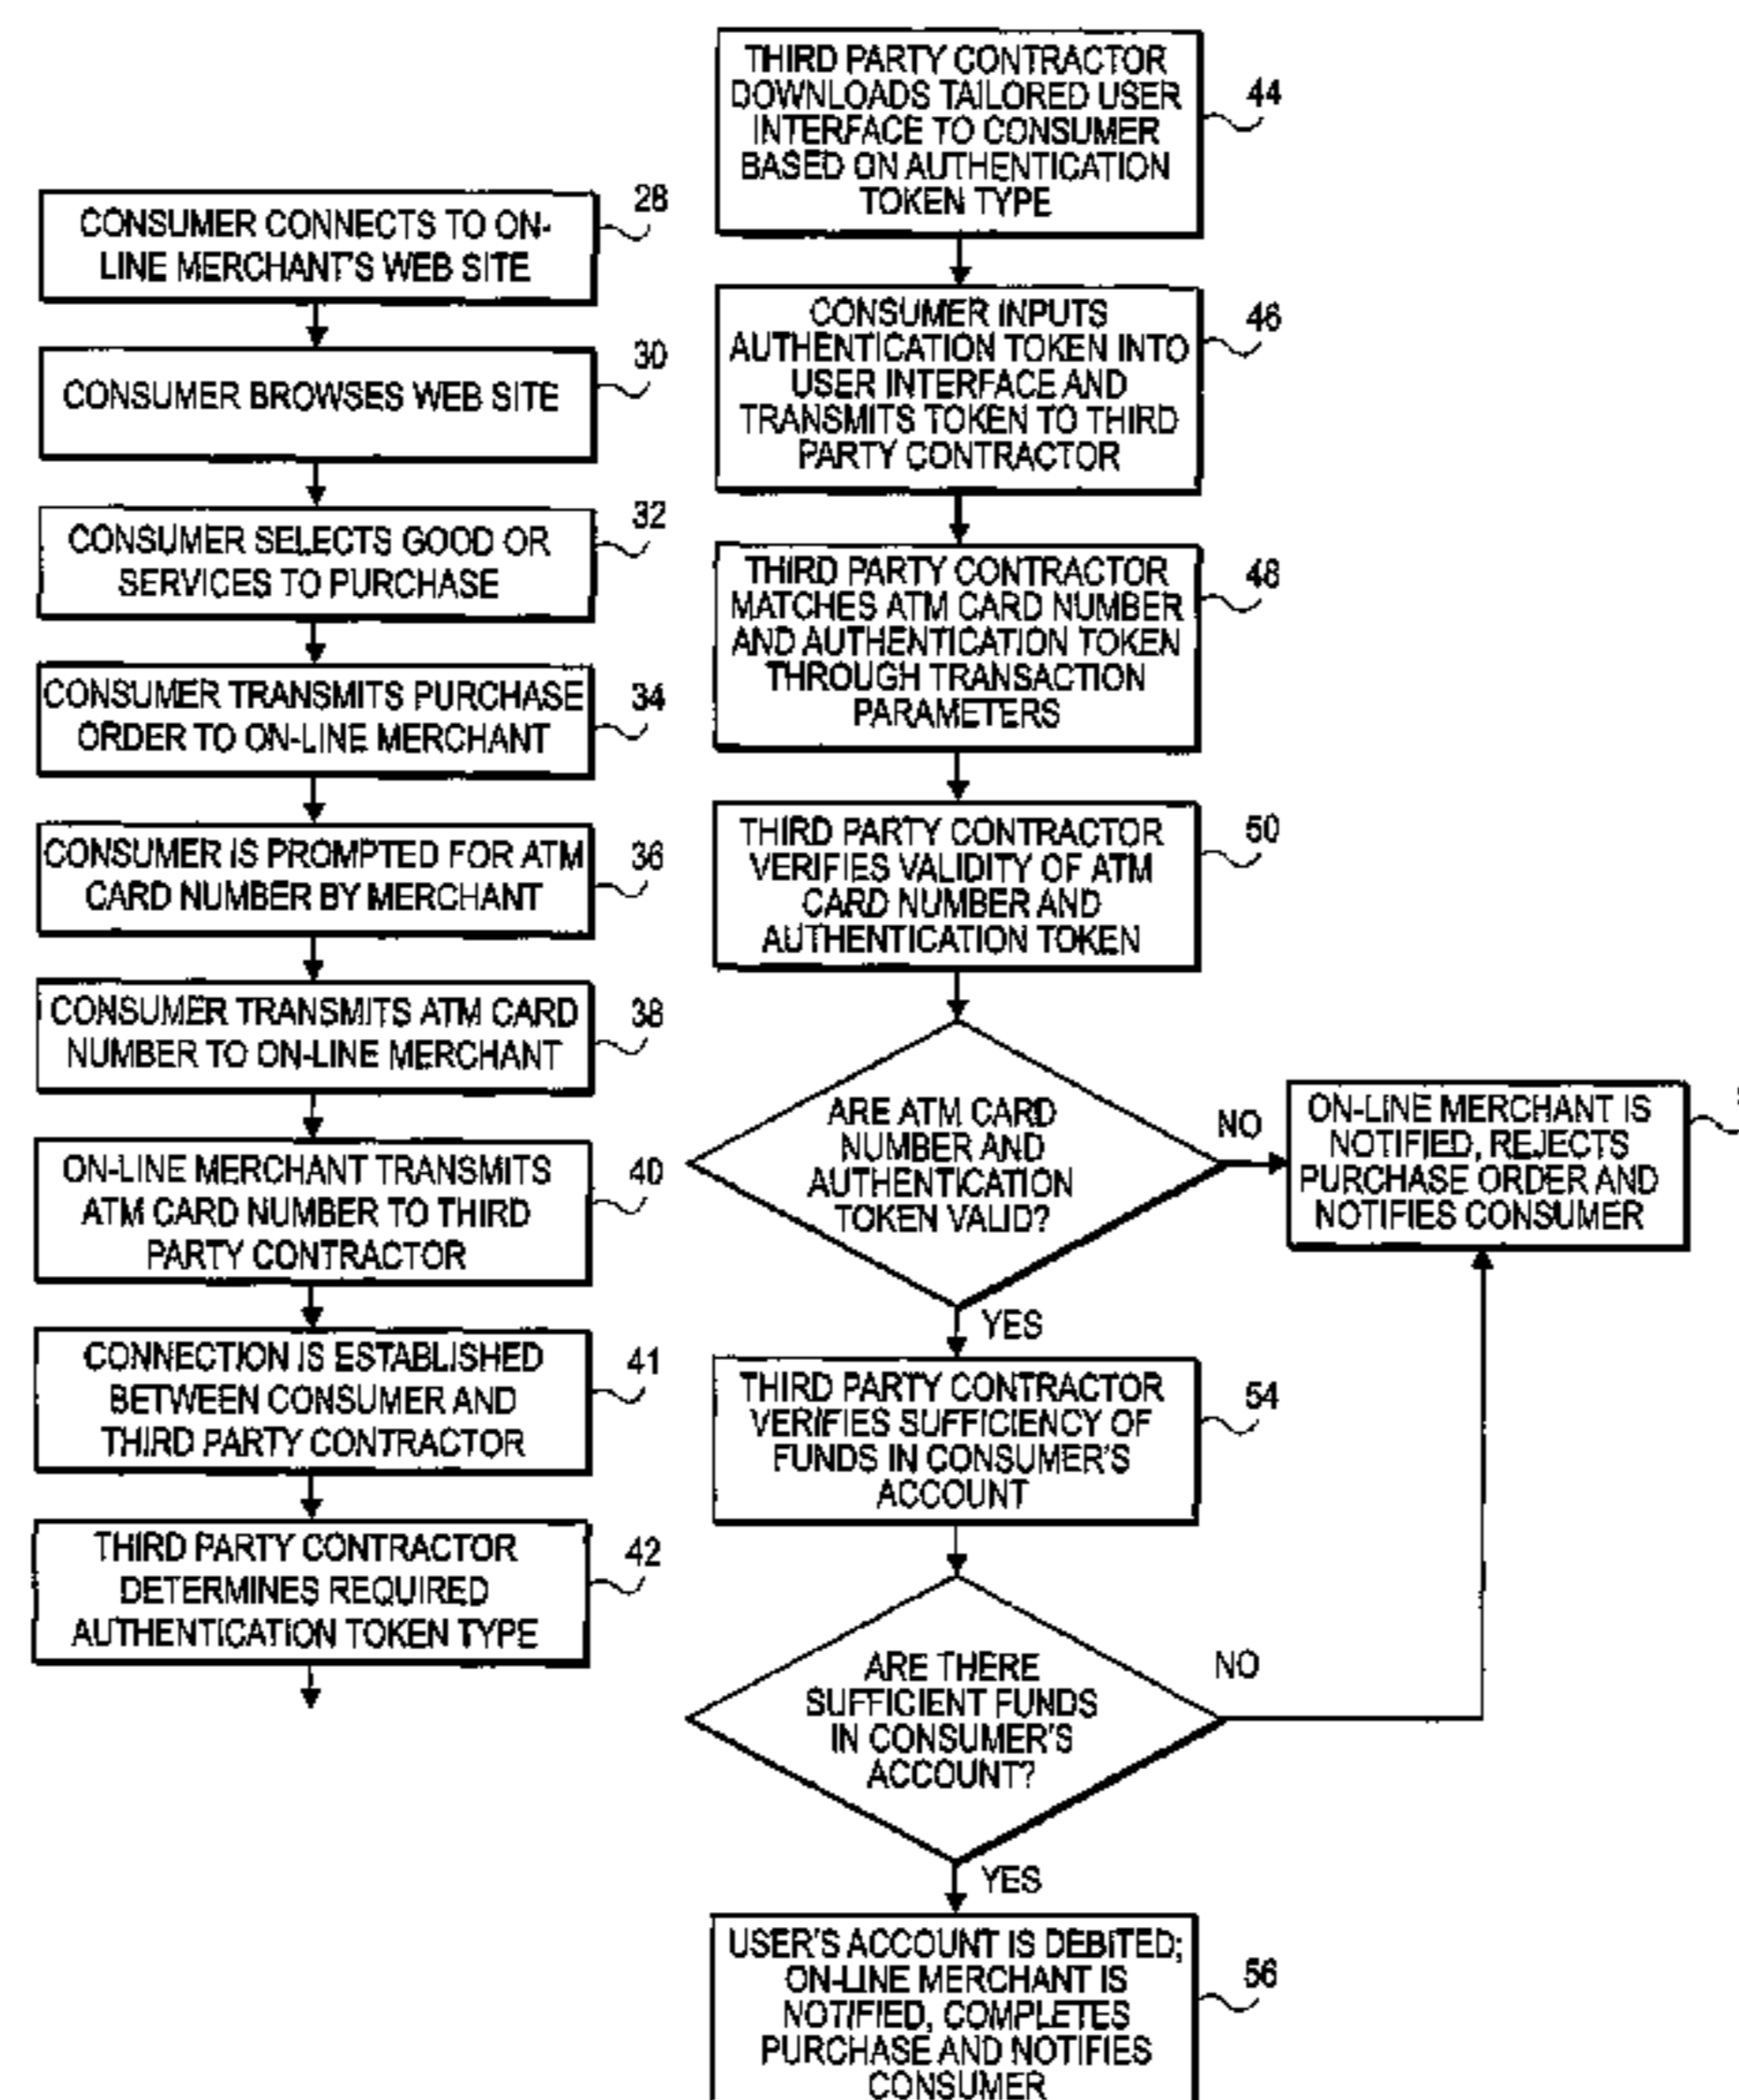 CONSUMER CONNECTS TO ON-
LINE MERCHANT'S WEB SITE
28
CONSUMER BROWSES WEB SITE
30
CONSUMER SELECTS GOOD OR
SERVICES TO PURCHASE
32
CONSUMER TRANSMITS PURCHASE
ORDER TO ON-LINE MERCHANT
34
CONSUMER IS PROMPTED FOR ATM
CARD NUMBER BY MERCHANT
36
CONSUMER TRANSMITS ATM CARD
NUMBER TO ON-LINE MERCHANT
38
ON-LINE MERCHANT TRANSMITS
ATM CARD NUMBER TO THIRD
PARTY CONTRACTOR
40
CONNECTION IS ESTABLISHED
BETWEEN CONSUMER AND
THIRD PARTY CONTRACTOR
41
THIRD PARTY CONTRACTOR
DETERMINES REQUIRED
AUTHENTICATION TOKEN TYPE
42
THIRD PARTY CONTRACTOR
DOWNLOADS TAILORED USER
INTERFACE TO CONSUMER
BASED ON AUTHENTICATION
TOKEN TYPE
44
CONSUMER INPUTS
AUTHENTICATION TOKEN INTO
USER INTERFACE AND
TRANSMITS TOKEN TO THIRD
PARTY CONTRACTOR
46
THIRD PARTY CONTRACTOR
MATCHES ATM CARD NUMBER
AND AUTHENTICATION TOKEN
THROUGH TRANSACTION
PARAMETERS
48
THIRD PARTY CONTRACTOR
VERIFIES VALIDITY OF ATM
CARD NUMBER AND
AUTHENTICATION TOKEN
50
ARE ATM CARD
NUMBER AND
AUTHENTICATION
TOKEN VALID?
NO
ON-LINE MERCHANT IS
NOTIFIED, REJECTS
PURCHASE ORDER AND
NOTIFIES CONSUMER
YES
THIRD PARTY CONTRACTOR
VERIFIES SUFFICIENCY OF
FUNDS IN CONSUMER'S
ACCOUNT
54
ARE THERE
SUFFICIENT FUNDS
IN CONSUMER'S
ACCOUNT?
NO
YES
USER'S ACCOUNT IS DEBITED;
ON-LINE MERCHANT IS
NOTIFIED, COMPLETES
PURCHASE AND NOTIFIES
CONSUMER
56